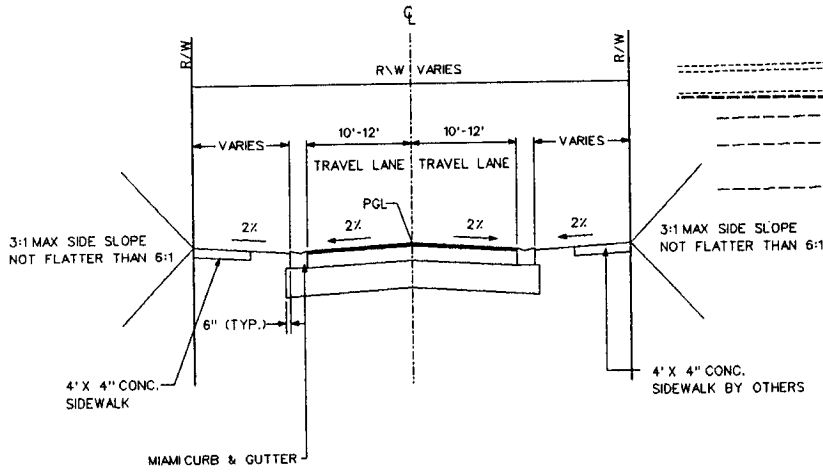 ℄
R/W
R/W
R\W VARIES
VARIES
10'-12'
10'-12'
VARIES
TRAVEL LANE
TRAVEL LANE
PGL
2%
2%
2%
2%
3:1 MAX SIDE SLOPE
NOT FLATTER THAN 6:1
3:1 MAX SIDE SLOPE
NOT FLATTER THAN 6:1
6" (TYP.)
4' X 4" CONC.
SIDEWALK
4' X 4" CONC.
SIDEWALK BY OTHERS
MIAMI CURB & GUTTER